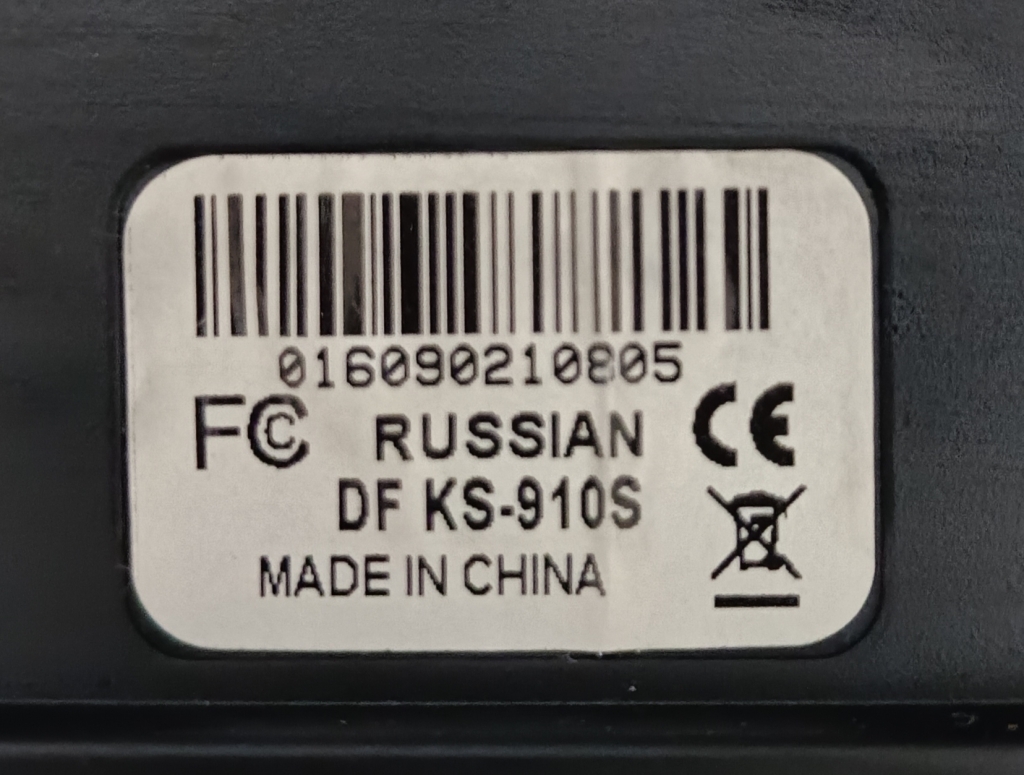 016090210805
FC RUSSIAN CE
DF KS-910S
MADE IN CHINA